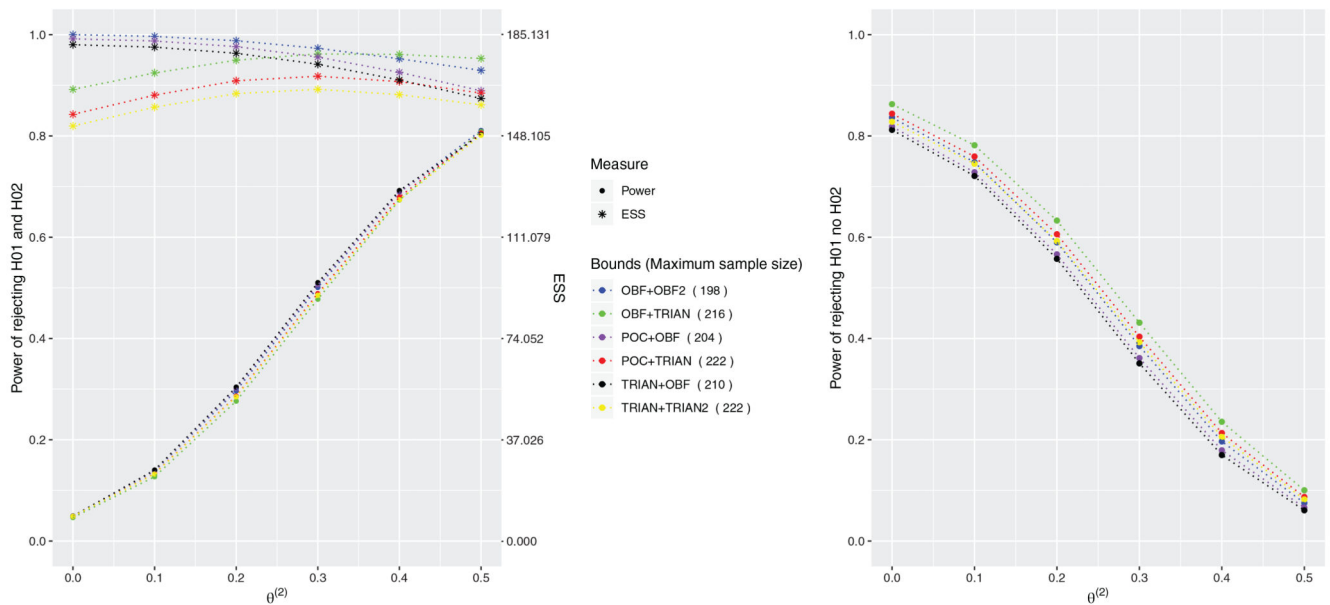 Power of rejecting H01 and H02
1.0
0.8
0.6
0.4
0.2
0.0
185.131
148.105
111.079
74.052
37.026
0.000
ESS
0.0 0.1 0.2 0.3 0.4 0.5
θ(2)
Measure
Power
ESS
Bounds (Maximum sample size)
OBF+OBF2 ( 198 )
OBF+TRIAN ( 216 )
POC+OBF ( 204 )
POC+TRIAN ( 222 )
TRIAN+OBF ( 210 )
TRIAN+TRIAN2 ( 222 )
Power of rejecting H01 no H02
1.0
0.8
0.6
0.4
0.2
0.0
0.0 0.1 0.2 0.3 0.4 0.5
θ(2)